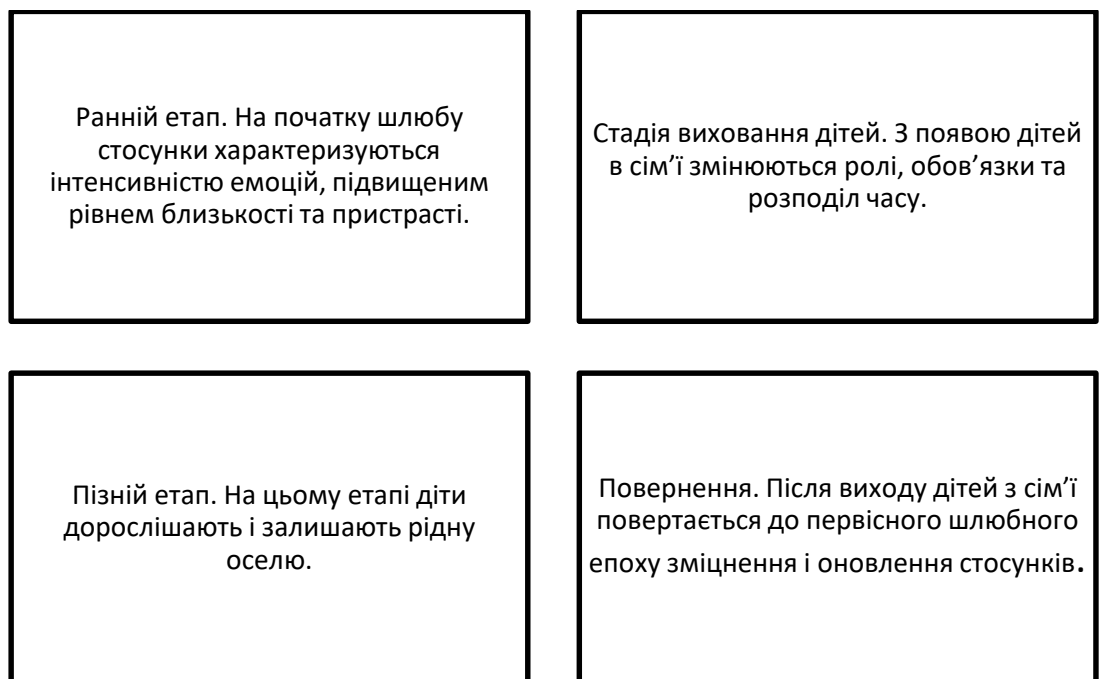 Ранній етап. На початку шлюбу
стосунки характеризуються
інтенсивністю емоцій, підвищеним
рівнем близькості та пристрасті.
Стадія виховання дітей. З появою дітей
в сім’ї змінюються ролі, обов’язки та
розподіл часу.
Пізній етап. На цьому етапі діти
дорослішають і залишають рідну
оселю.
Повернення. Після виходу дітей з сім’ї
повертається до первісного шлюбного
епоху зміцнення і оновлення стосунків.